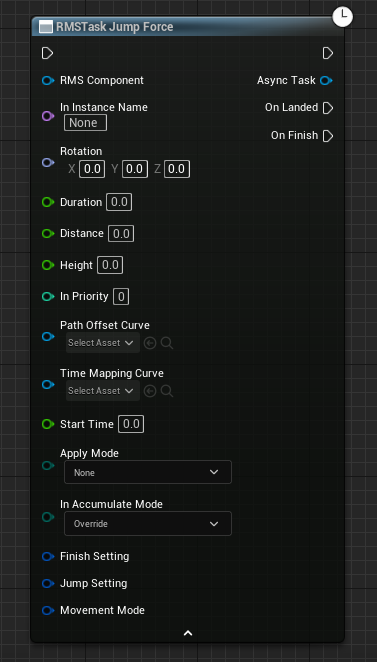 RMSTask Jump Force
RMS Component
Async Task
In Instance Name
None
On Landed
On Finish
Rotation
X 0.0 Y 0.0 Z 0.0
Duration 0.0
Distance 0.0
Height 0.0
In Priority 0
Path Offset Curve
Select Asset
Time Mapping Curve
Select Asset
Start Time 0.0
Apply Mode
None
In Accumulate Mode
Override
Finish Setting
Jump Setting
Movement Mode